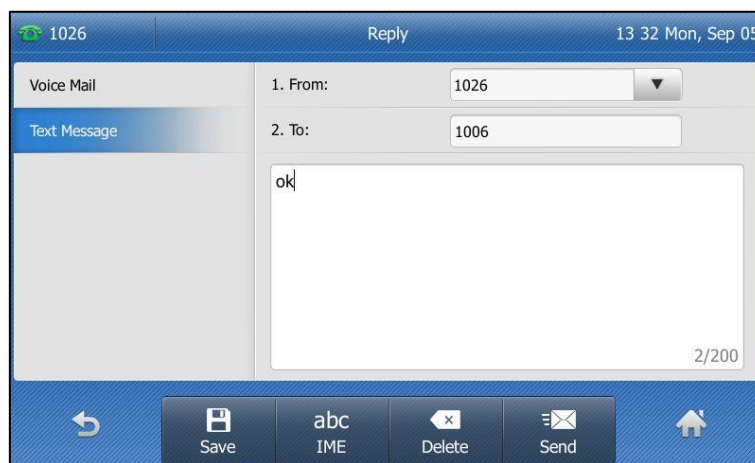 1026 Reply 13 32 Mon, Sep 05
Voice Mail
Text Message
1. From: 1026
2. To: 1006
ok
2/200
Save
abc
IME
Delete
Send